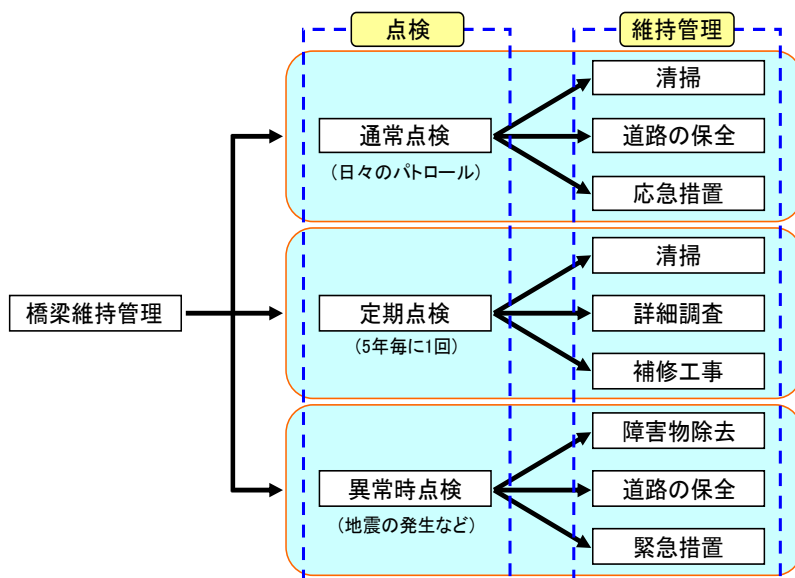 点検
維持管理
清掃
通常点検
道路の保全
(日々のパトロール)
応急措置
清掃
橋梁維持管理
定期点検
詳細調査
(5年毎に1回)
補修工事
障害物除去
異常時点検
道路の保全
(地震の発生など)
緊急措置